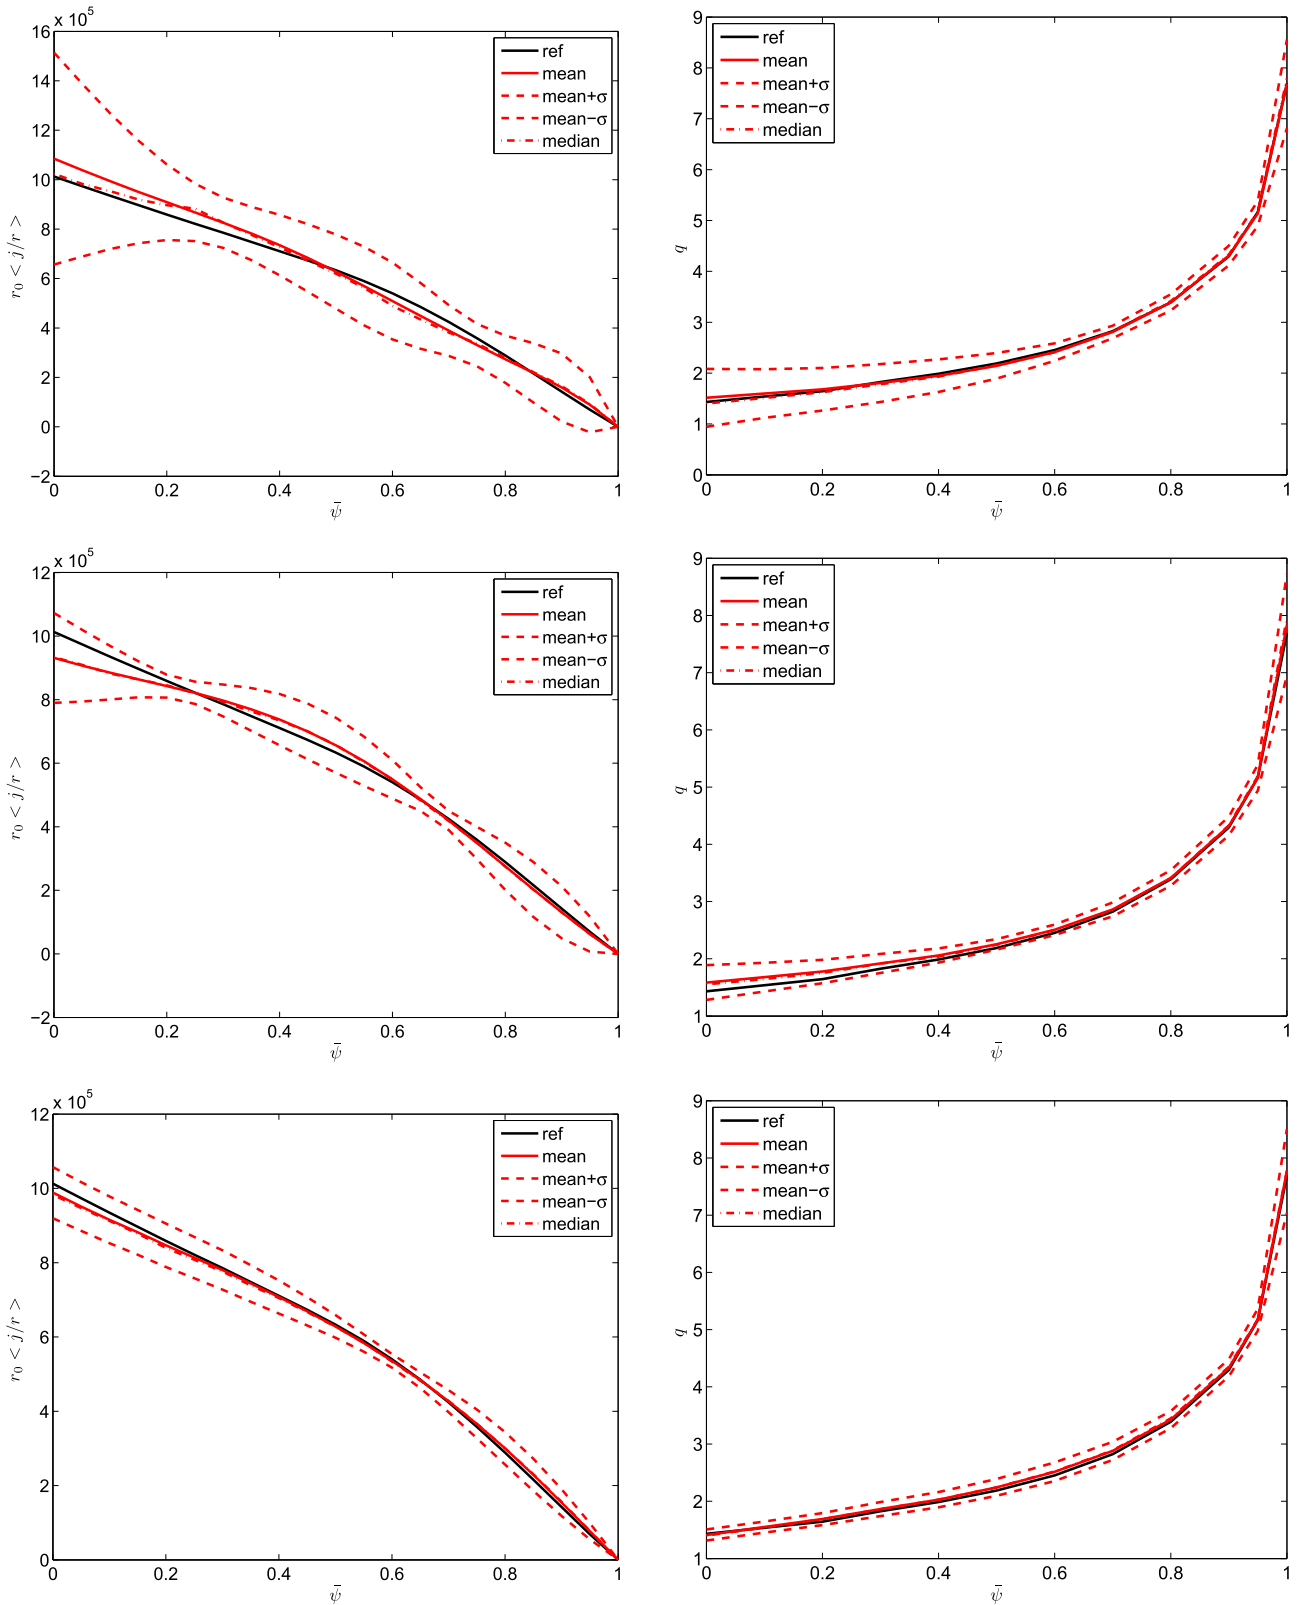 x 10^5
16
14
12
10
8
6
4
2
0
−2
r_0 < j/r >
0 0.2 0.4 0.6 0.8 1
ψ̄
ref
mean
mean+σ
mean−σ
median
9
8
7
6
5
4
3
2
1
0
q
0 0.2 0.4 0.6 0.8 1
ψ̄
ref
mean
mean+σ
mean−σ
median
x 10^5
12
10
8
6
4
2
0
−2
r_0 < j/r >
0 0.2 0.4 0.6 0.8 1
ψ̄
ref
mean
mean+σ
mean−σ
median
9
8
7
6
5
4
3
2
1
q
0 0.2 0.4 0.6 0.8 1
ψ̄
ref
mean
mean+σ
mean−σ
median
x 10^5
12
10
8
6
4
2
0
r_0 < j/r >
0 0.2 0.4 0.6 0.8 1
ψ̄
ref
mean
mean+σ
mean−σ
median
9
8
7
6
5
4
3
2
1
q
0 0.2 0.4 0.6 0.8 1
ψ̄
ref
mean
mean+σ
mean−σ
median